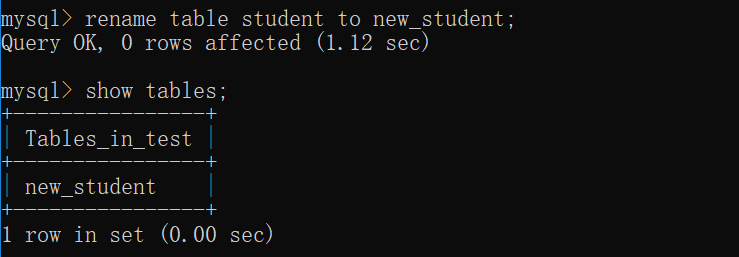 mysql> rename table student to new_student;
Query OK, 0 rows affected (1.12 sec)
mysql> show tables;
+----------------+
| Tables_in_test |
+----------------+
| new_student    |
+----------------+
1 row in set (0.00 sec)